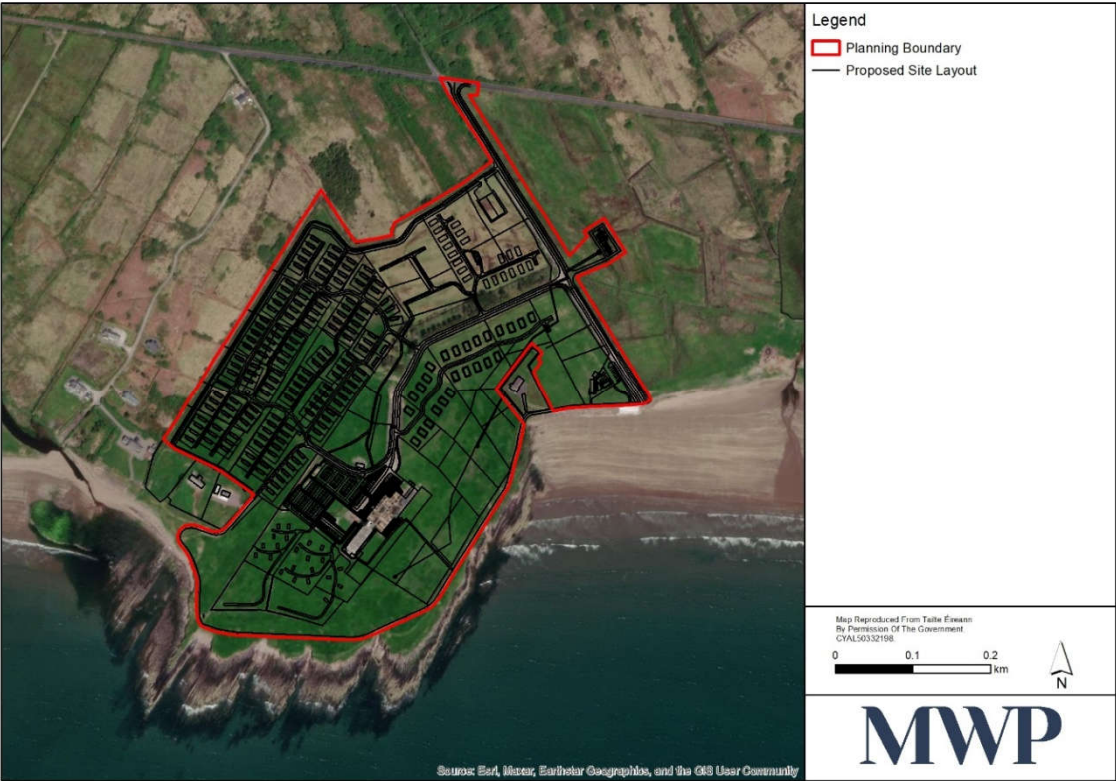 Legend
Planning Boundary
Proposed Site Layout
Map Reproduced From Tailte Éireann
By Permission Of The Government
CYAL50332198
0 0.1 0.2
km
N
MWP
Source: Esri, Maxar, Earthstar Geographics, and the GIS User Community